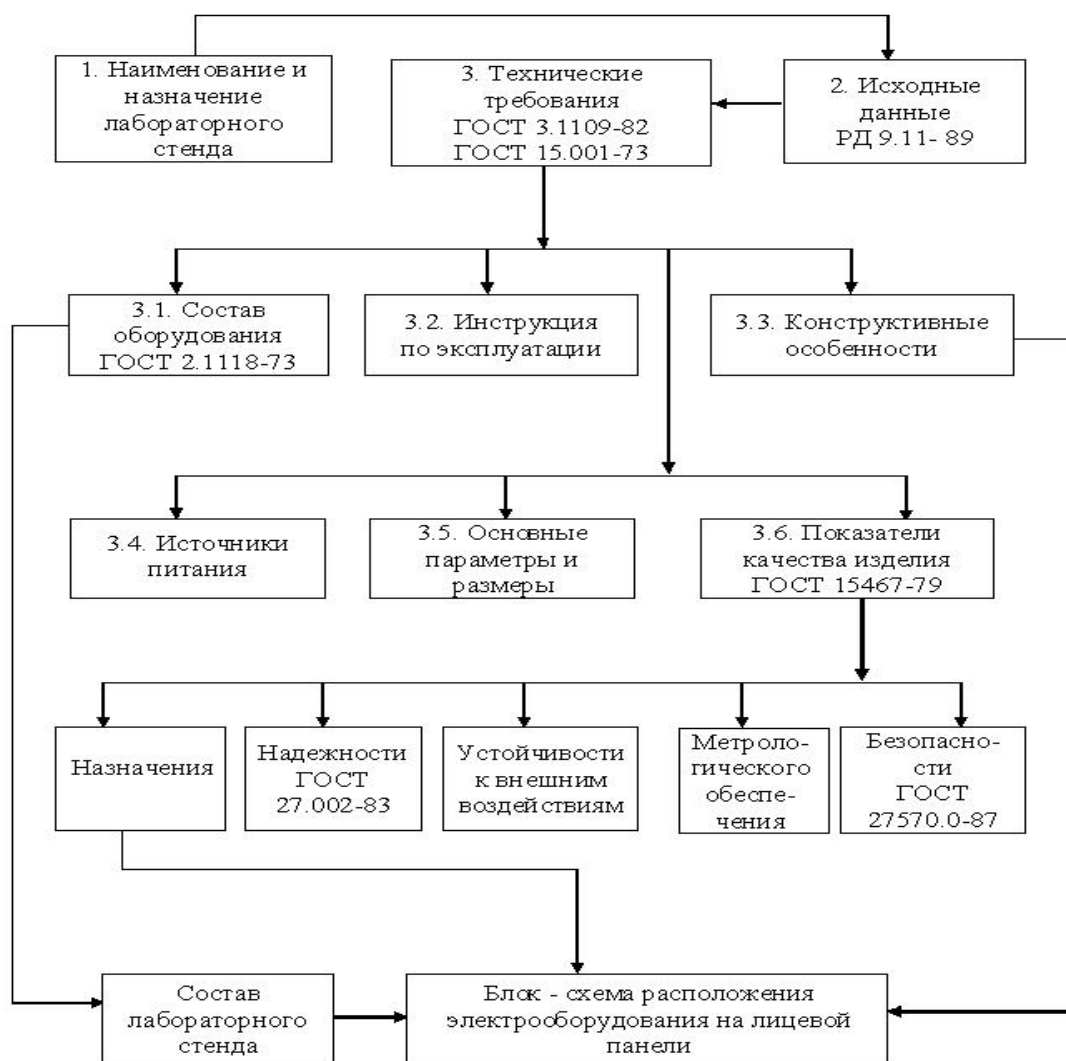 1. Наименование и
назначение
лабораторного
стенда
3. Технические
требования
ГОСТ 3.1109-82
ГОСТ 15.001-73
2. Исходные
данные
РД 9.11- 89
3.1. Состав
оборудования
ГОСТ 2.1118-73
3.2. Инструкция
по эксплуатации
3.3. Конструктивные
особенности
3.4. Источники
питания
3.5. Основные
параметры и
размеры
3.6. Показатели
качества изделия
ГОСТ 15467-79
Назначения
Надежности
ГОСТ
27.002-83
Устойчивости
к внешним
воздействиям
Метроло-
гического
обеспе-
чения
Безопасно-
сти
ГОСТ
27570.0-87
Состав
лабораторного
стенда
Блок - схема расположения
электрооборудования на лицевой
панели